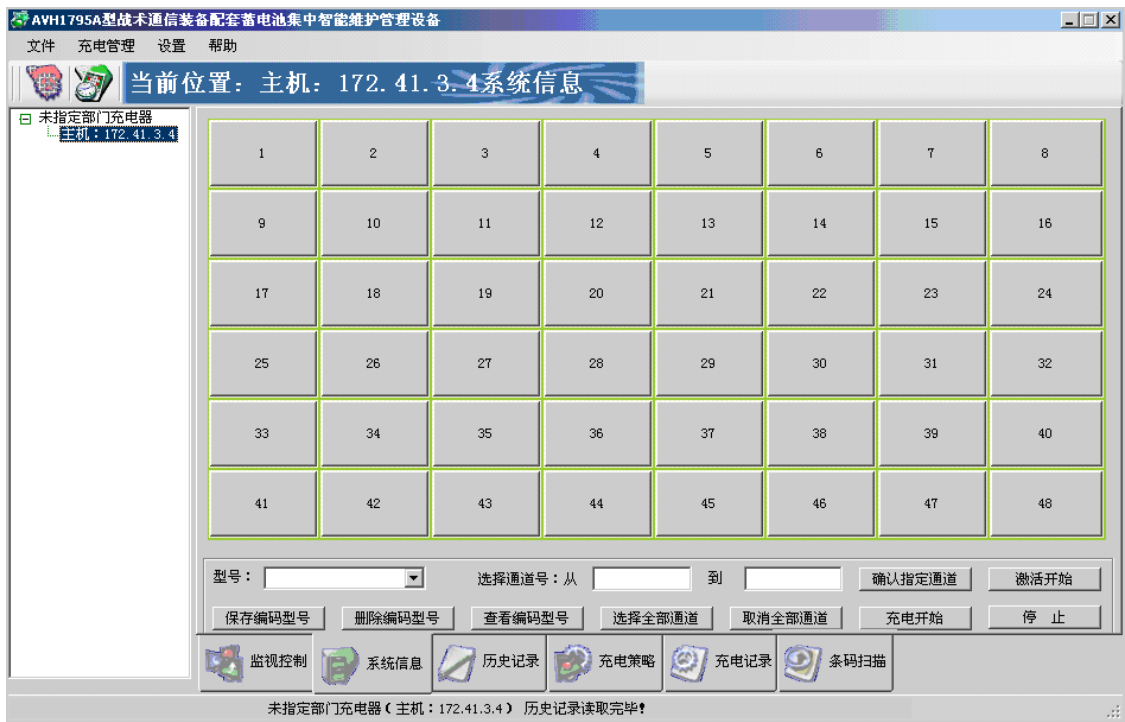 AVH1795A型战术通信装备配套蓄电池集中智能维护管理设备
文件 充电管理 设置 帮助
当前位置：主机：172.41.3.4系统信息
未指定部门充电器
主机：172.41.3.4
1 2 3 4 5 6 7 8
9 10 11 12 13 14 15 16
17 18 19 20 21 22 23 24
25 26 27 28 29 30 31 32
33 34 35 36 37 38 39 40
41 42 43 44 45 46 47 48
型号： 选择通道号：从 到 确认指定通道 激活开始
保存编码型号 删除编码型号 查看编码型号 选择全部通道 取消全部通道 充电开始 停 止
监视控制 系统信息 历史记录 充电策略 充电记录 条码扫描
未指定部门充电器(主机：172.41.3.4) 历史记录读取完毕!